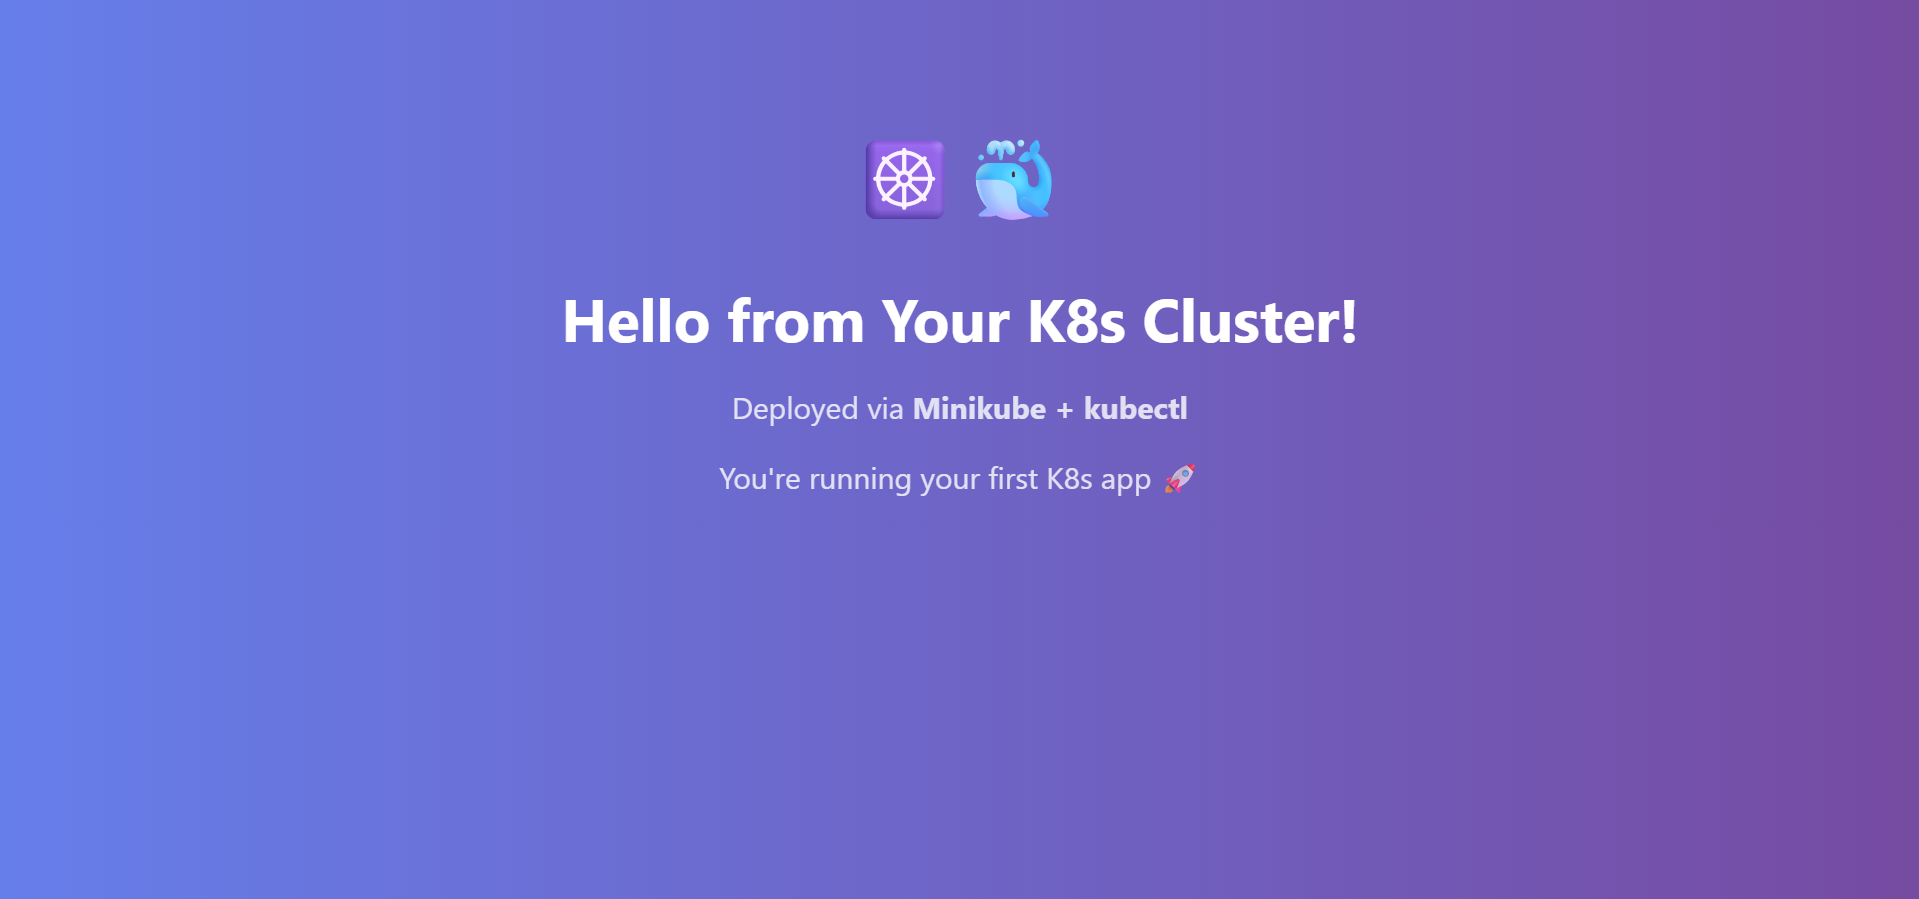 Hello from Your K8s Cluster!
Deployed via Minikube + kubectl
You're running your first K8s app 🚀